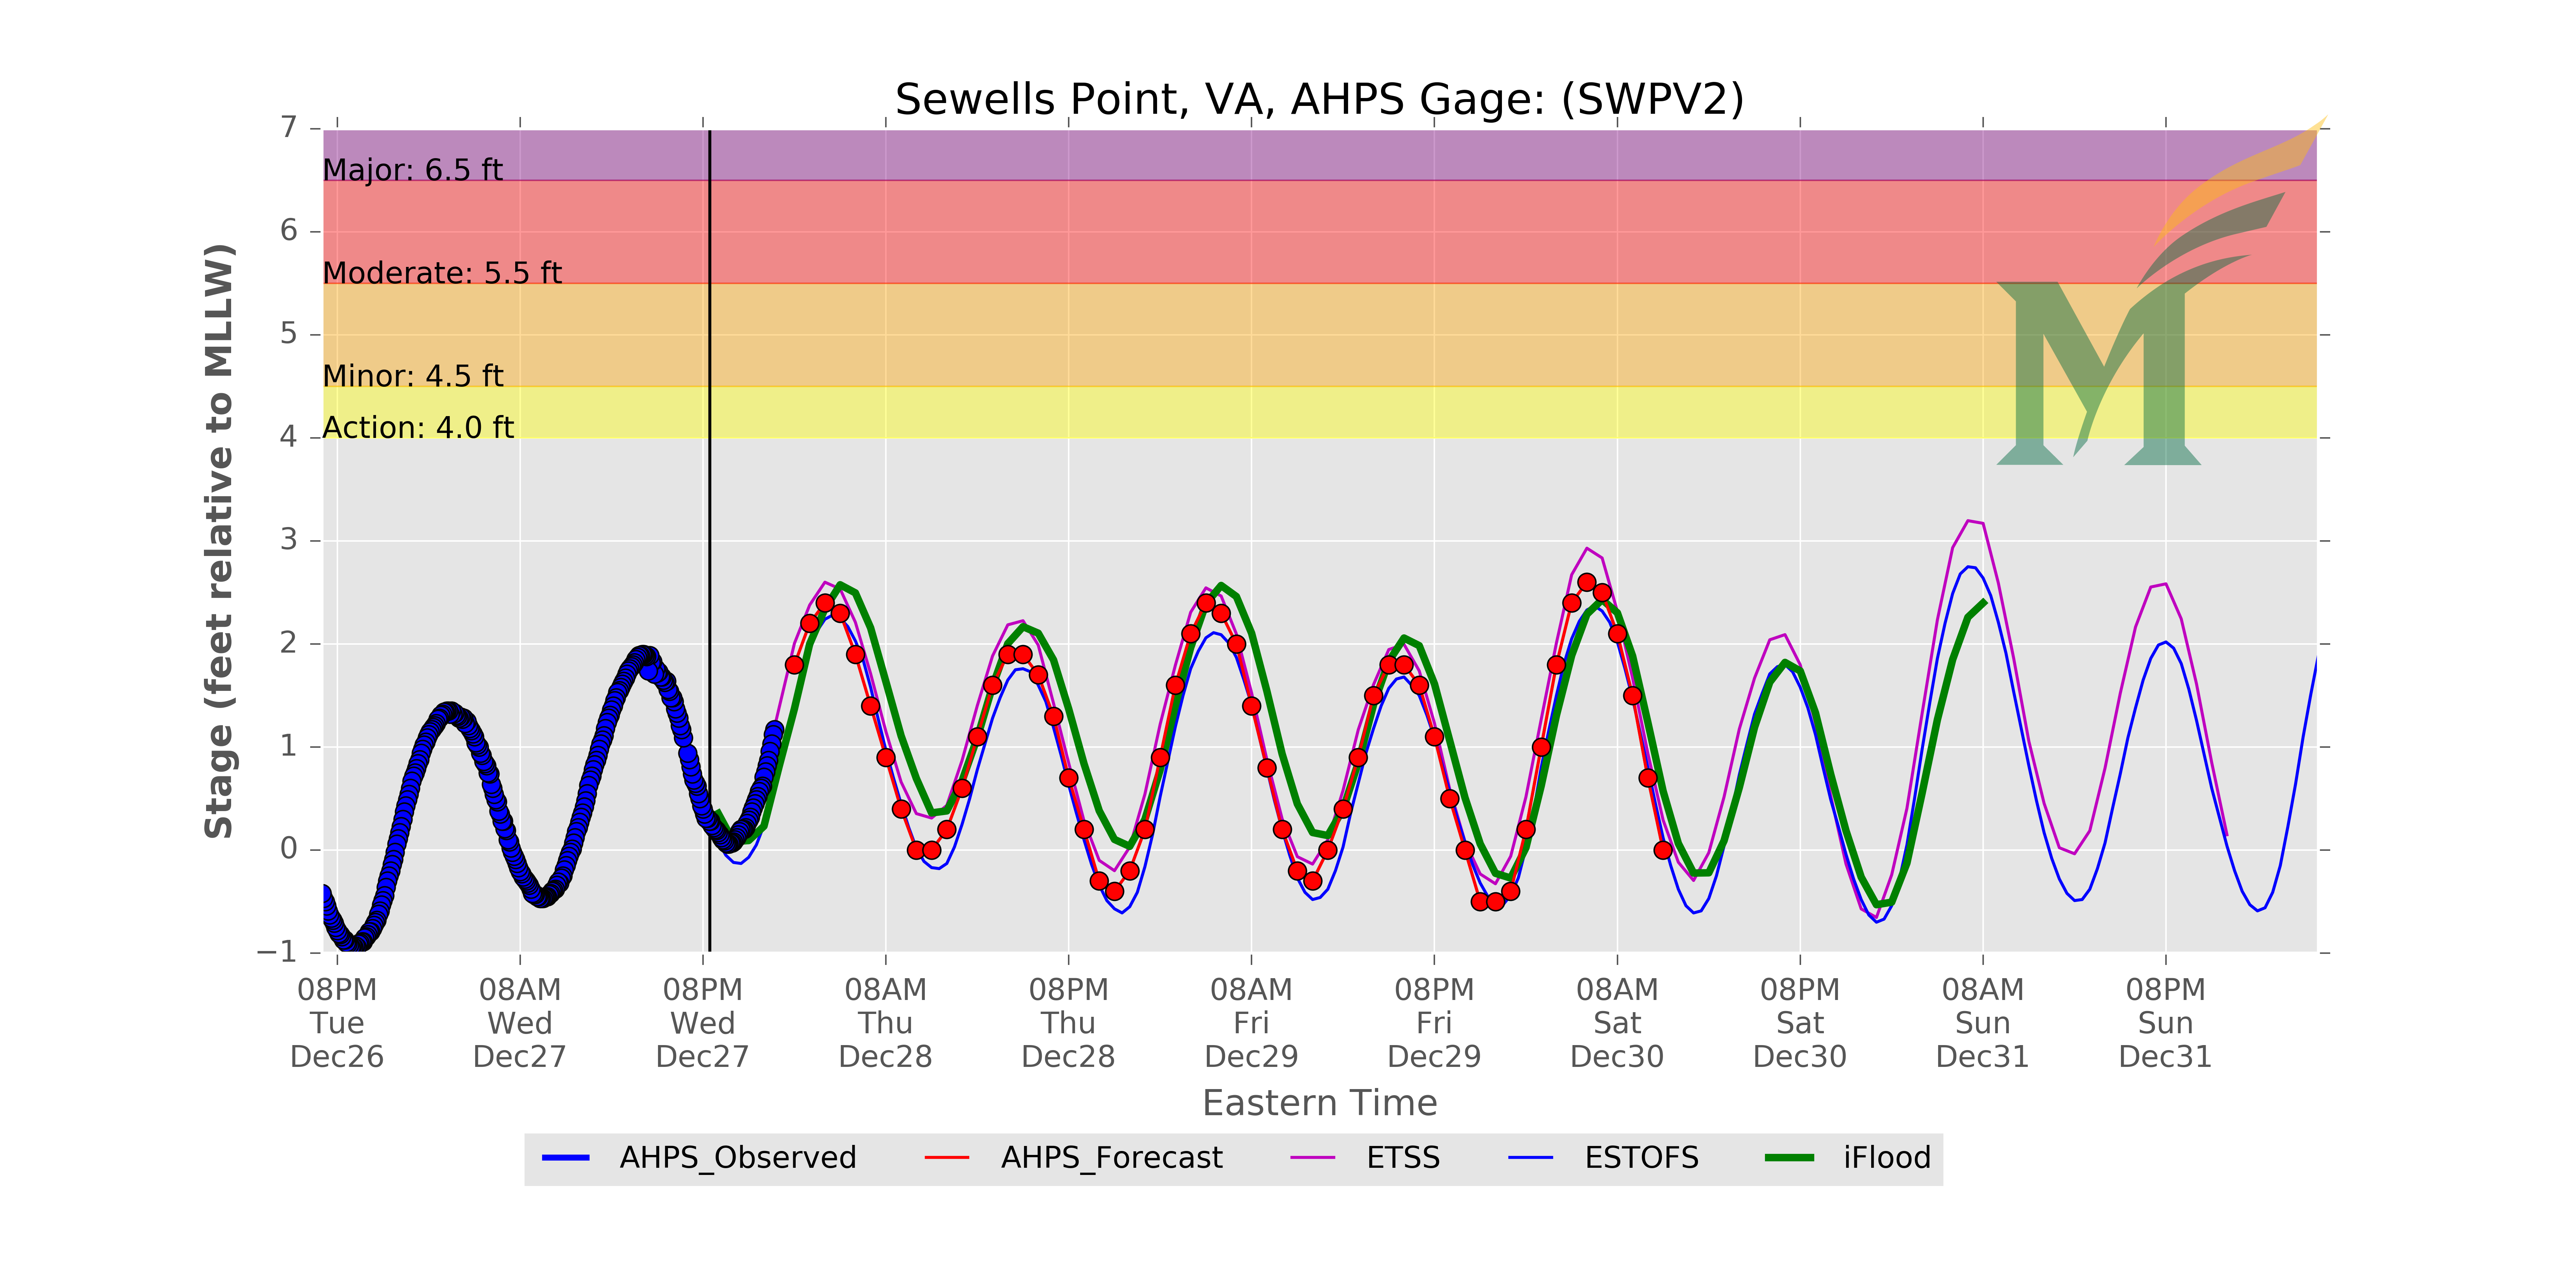 Sewells Point, VA, AHPS Gage: (SWPV2)
Stage (feet relative to MLLW)
7
6
5
4
3
2
1
0
−1
Major: 6.5 ft
Moderate: 5.5 ft
Minor: 4.5 ft
Action: 4.0 ft
M
08PM 08AM 08PM 08AM 08PM 08AM 08PM 08AM 08PM 08AM 08PM
Tue Wed Wed Thu Thu Fri Fri Sat Sat Sun Sun
Dec26 Dec27 Dec27 Dec28 Dec28 Dec29 Dec29 Dec30 Dec30 Dec31 Dec31
Eastern Time
AHPS_Observed AHPS_Forecast ETSS ESTOFS iFlood